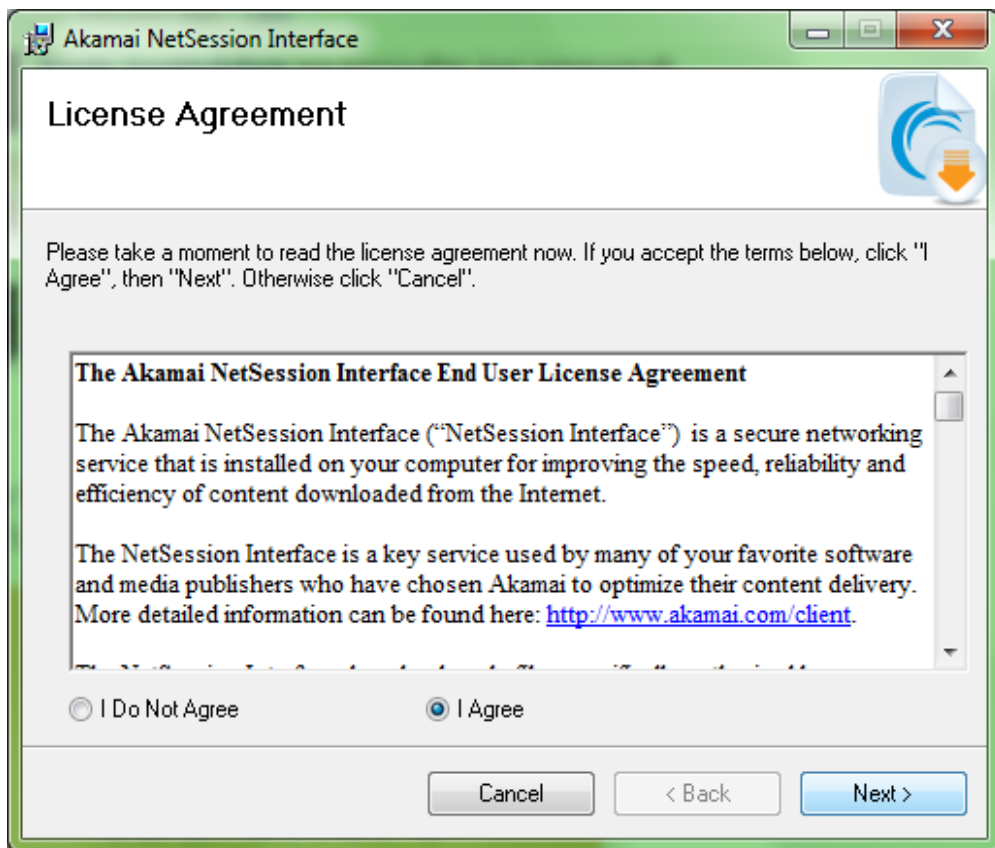 Akamai NetSession Interface
License Agreement
Please take a moment to read the license agreement now. If you accept the terms below, click "I
Agree", then "Next". Otherwise click "Cancel".
The Akamai NetSession Interface End User License Agreement
The Akamai NetSession Interface (“NetSession Interface”) is a secure networking
service that is installed on your computer for improving the speed, reliability and
efficiency of content downloaded from the Internet.
The NetSession Interface is a key service used by many of your favorite software
and media publishers who have chosen Akamai to optimize their content delivery.
More detailed information can be found here: http://www.akamai.com/client.
I Do Not Agree
I Agree
Cancel
< Back
Next >